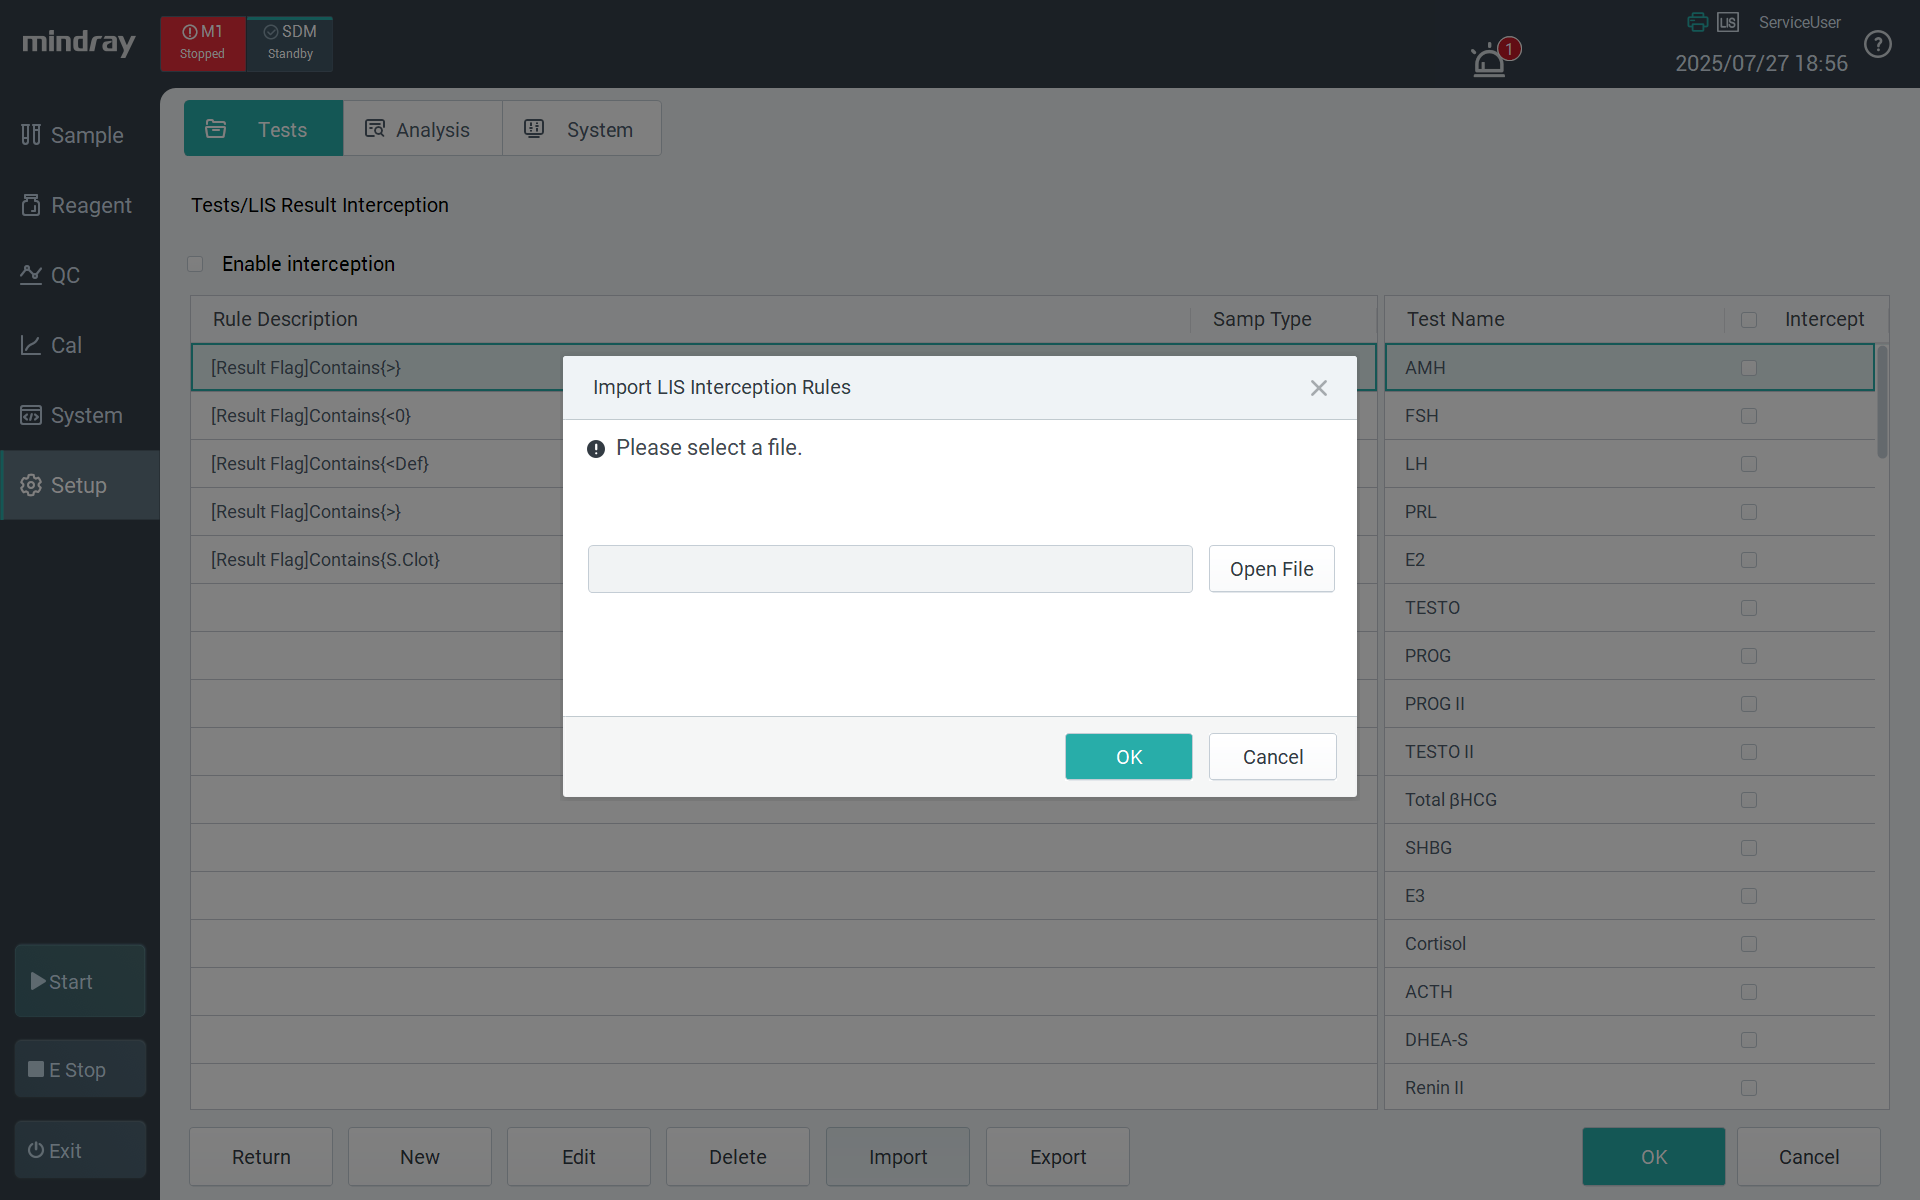 mindray
M1
Stopped
SDM
Standby
1
LIS
ServiceUser
2025/07/27 18:56
?
Sample
Reagent
QC
Cal
System
Setup
Start
E Stop
Exit
Tests
Analysis
System
Tests/LIS Result Interception
Enable interception
Rule Description
Samp Type
[Result Flag]Contains{>}
[Result Flag]Contains{<0}
[Result Flag]Contains{<Def}
[Result Flag]Contains{>}
[Result Flag]Contains{S.Clot}
Test Name
Intercept
AMH
FSH
LH
PRL
E2
TESTO
PROG
PROG II
TESTO II
Total βHCG
SHBG
E3
Cortisol
ACTH
DHEA-S
Renin II
Import LIS Interception Rules
Please select a file.
Open File
OK
Cancel
Return
New
Edit
Delete
Import
Export
OK
Cancel